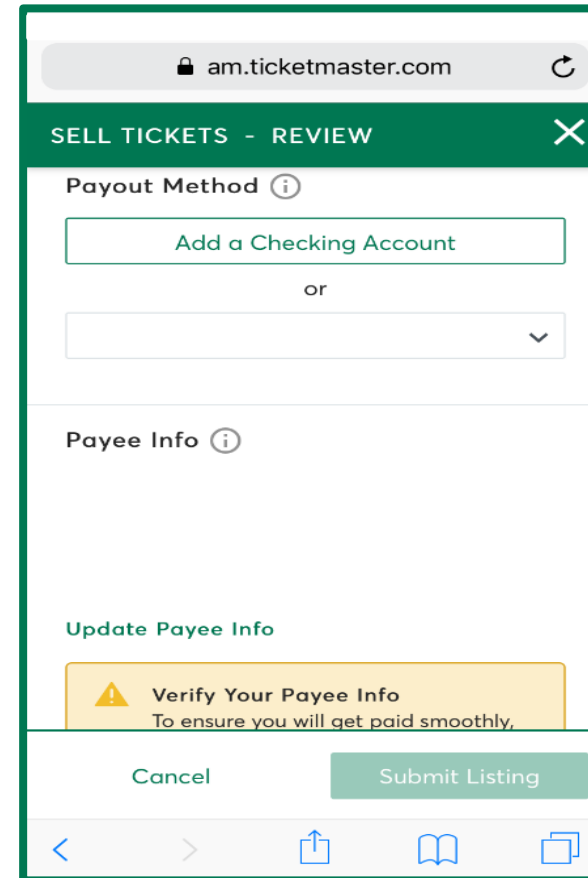 am.ticketmaster.com
SELL TICKETS - REVIEW
Payout Method
Add a Checking Account
or
Payee Info
Update Payee Info
Verify Your Payee Info
To ensure you will get paid smoothly,
Cancel
Submit Listing